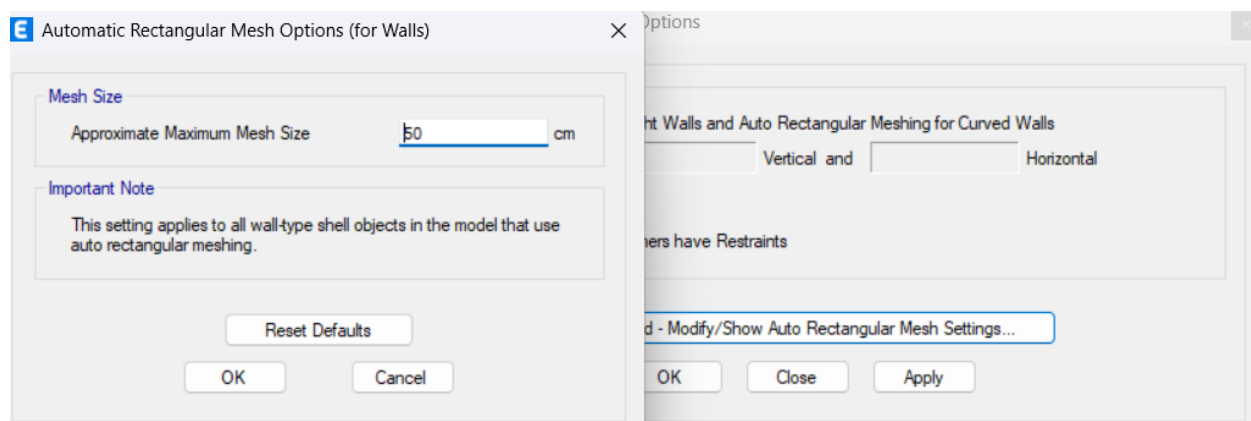 E Automatic Rectangular Mesh Options (for Walls)
Mesh Size
Approximate Maximum Mesh Size 50 cm
Important Note
This setting applies to all wall-type shell objects in the model that use
auto rectangular meshing.
Reset Defaults
OK Cancel
Options
ht Walls and Auto Rectangular Meshing for Curved Walls
Vertical and Horizontal
ners have Restraints
d - Modify/Show Auto Rectangular Mesh Settings...
OK Close Apply